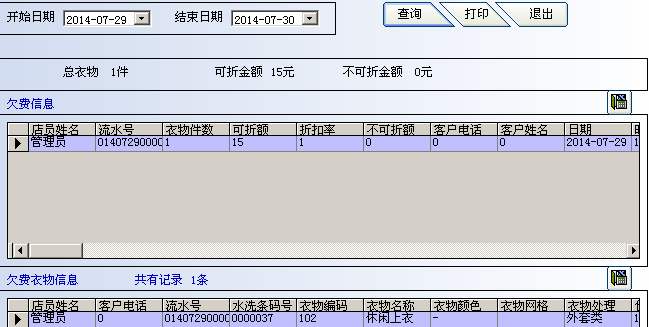 开始日期 2014-07-29 结束日期 2014-07-30 查询 打印 退出
总衣物 1件 可折金额 15元 不可折金额 0元
欠费信息
店员姓名 流水号 衣物件数 可折额 折扣率 不可折额 客户电话 客户姓名 日期
管理员 01407290000 1 15 1 0 0 0 2014-07-29 1
欠费衣物信息 共有记录 1条
店员姓名 客户电话 流水号 水洗条码号 衣物编码 衣物名称 衣物颜色 衣物网格 衣物处理
管理员 0 01407290000 0000037 102 休闲上衣 - 外套类 1